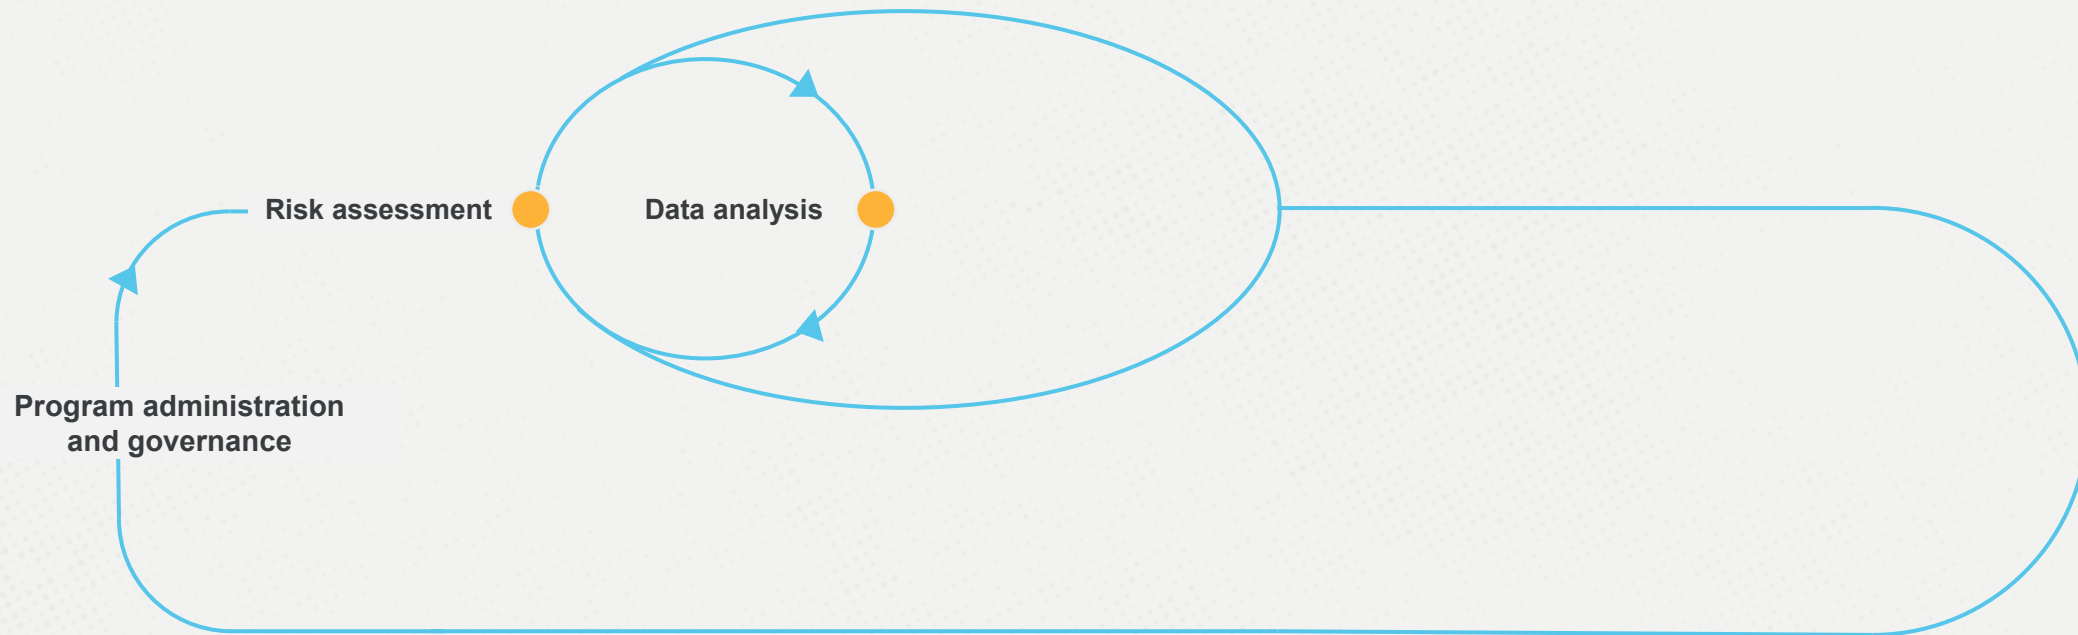 Risk assessment
Data analysis
Program administration
and governance